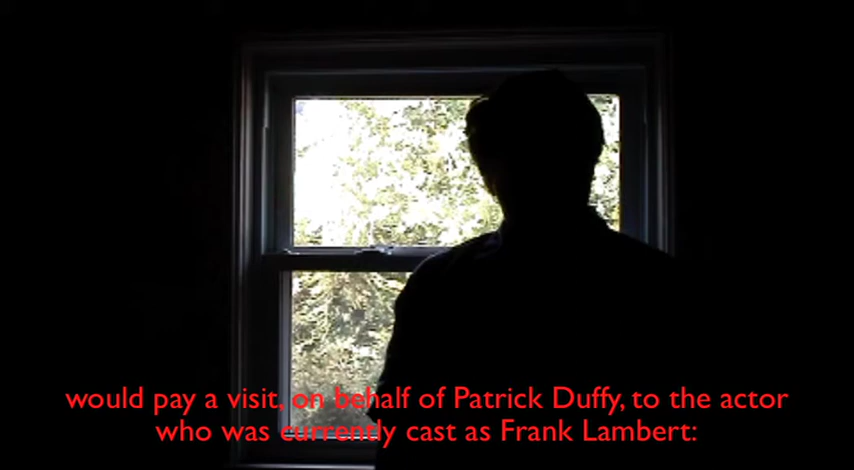 would pay a visit, on behalf of Patrick Duffy, to the actor
who was currently cast as Frank Lambert: